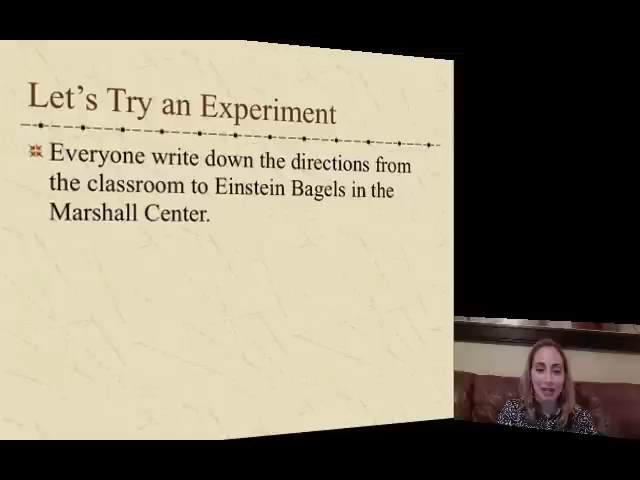 Let's Try an Experiment
Everyone write down the directions from
the classroom to Einstein Bagels in the
Marshall Center.